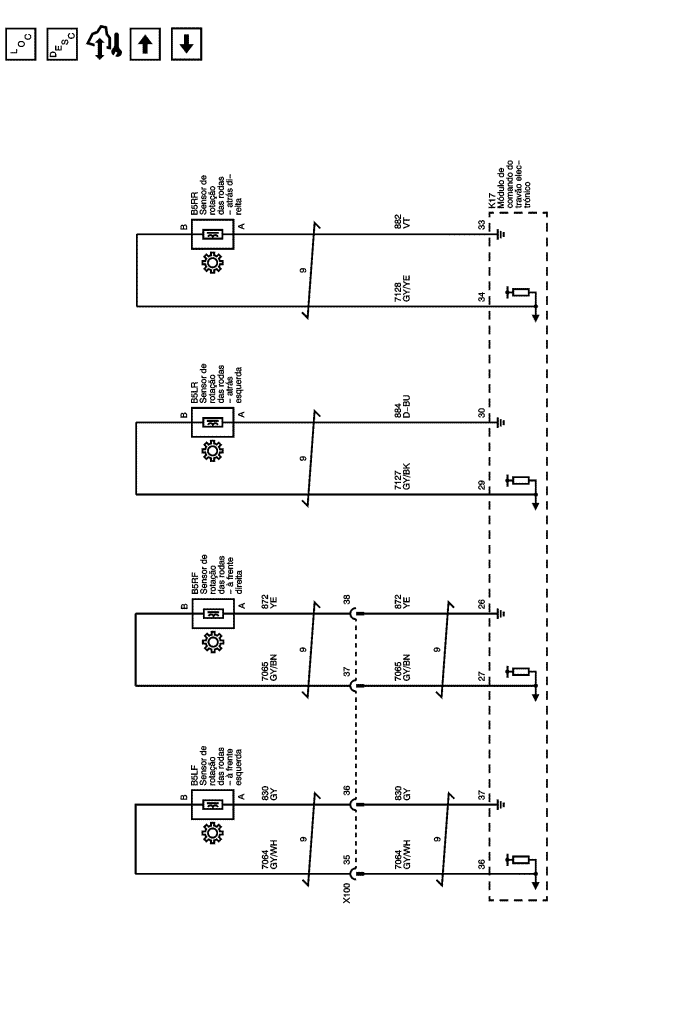 LOC
DESC
B5RR
Sensor de
rotação
das rodas
– atrás di–
reita
B
A
9
882
VT
7128
GY/YE
33
34
K17
Módulo de
comando do
travão elec–
trónico
B5LR
Sensor de
rotação
das rodas
– atrás
esquerda
B
A
9
884
D–BU
7127
GY/BK
30
29
B5RF
Sensor de
rotação
das rodas
– à frente
direita
B
A
872
YE
7065
GY/BN
9
38
37
872
YE
7065
GY/BN
9
26
27
B5LF
Sensor de
rotação
das rodas
– à frente
esquerda
B
A
830
GY
7064
GY/WH
9
36
35
X100
830
GY
7064
GY/WH
9
37
36